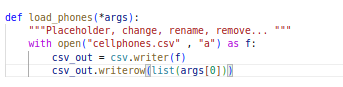 def load_phones(*args):
    """Placeholder, change, rename, remove... """
    with open("cellphones.csv" , "a") as f:
        csv_out = csv.writer(f)
        csv_out.writerow(list(args[0]))